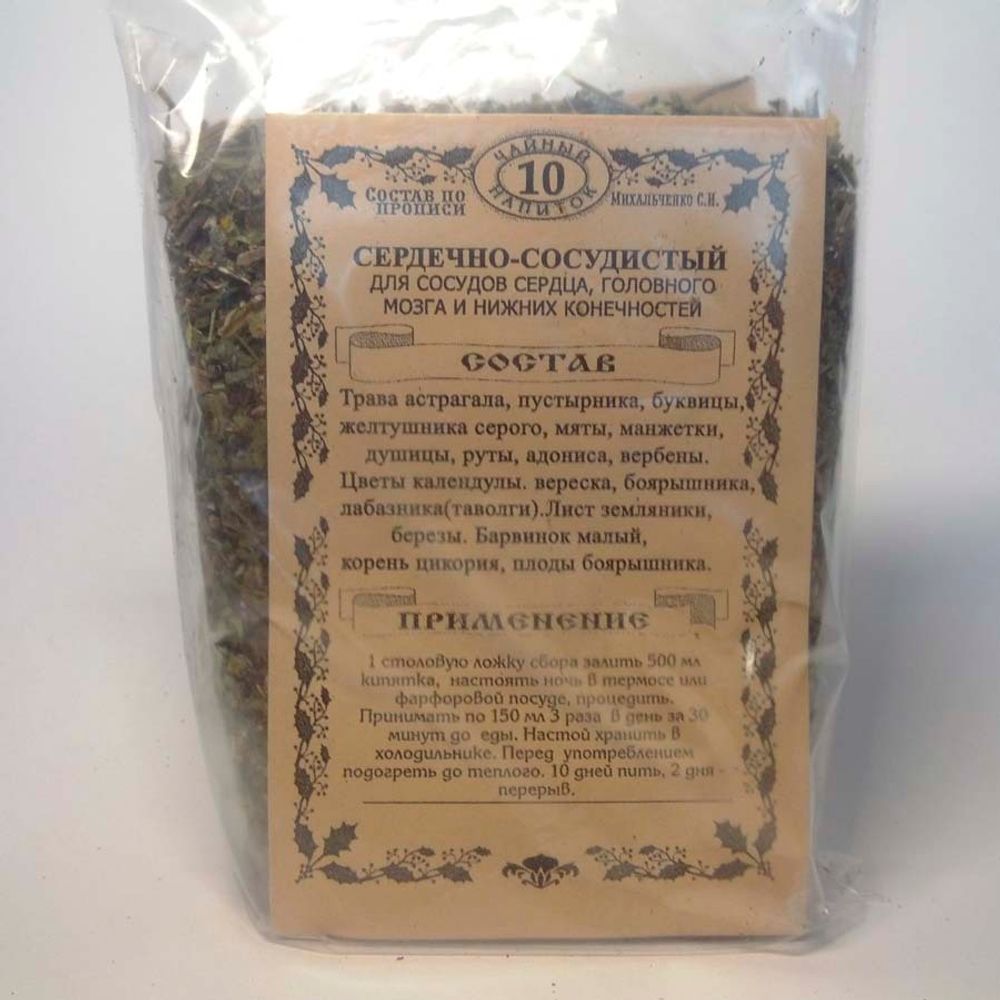 ЧАЙНЫЙ
10
НАПИТОК
СОСТАВ ПО
ПРОПИСИ
МИХАЛЬЧЕНКО С.И.
СЕРДЕЧНО-СОСУДИСТЫЙ
ДЛЯ СОСУДОВ СЕРДЦА, ГОЛОВНОГО
МОЗГА И НИЖНИХ КОНЕЧНОСТЕЙ
СОСТАВ
Трава астрагала, пустырника, буквицы,
желтушника серого, мяты, манжетки,
душицы, руты, адониса, вербены.
Цветы календулы. вереска, боярышника,
лабазника(таволги).Лист земляники,
березы. Барвинок малый,
корень цикория, плоды боярышника.
ПРИМЕНЕНИЕ
1 столовую ложку сбора залить 500 мл
кипятка, настоять ночь в термосе или
фарфоровой посуде, процедить.
Принимать по 150 мл 3 раза в день за 30
минут до еды. Настой хранить в
холодильнике. Перед употреблением
подогреть до теплого. 10 дней пить, 2 дня -
перерыв.